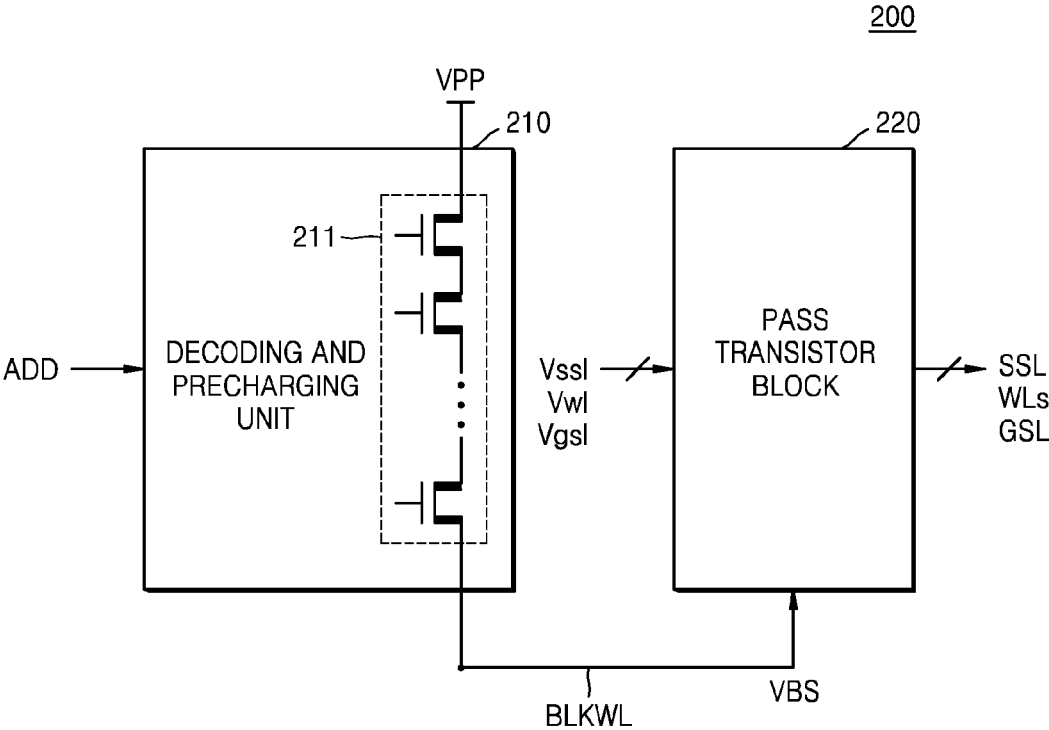 200
VPP
210
220
211
DECODING AND
PRECHARGING
UNIT
ADD
Vssl
Vwl
Vgsl
PASS
TRANSISTOR
BLOCK
SSL
WLs
GSL
VBS
BLKWL